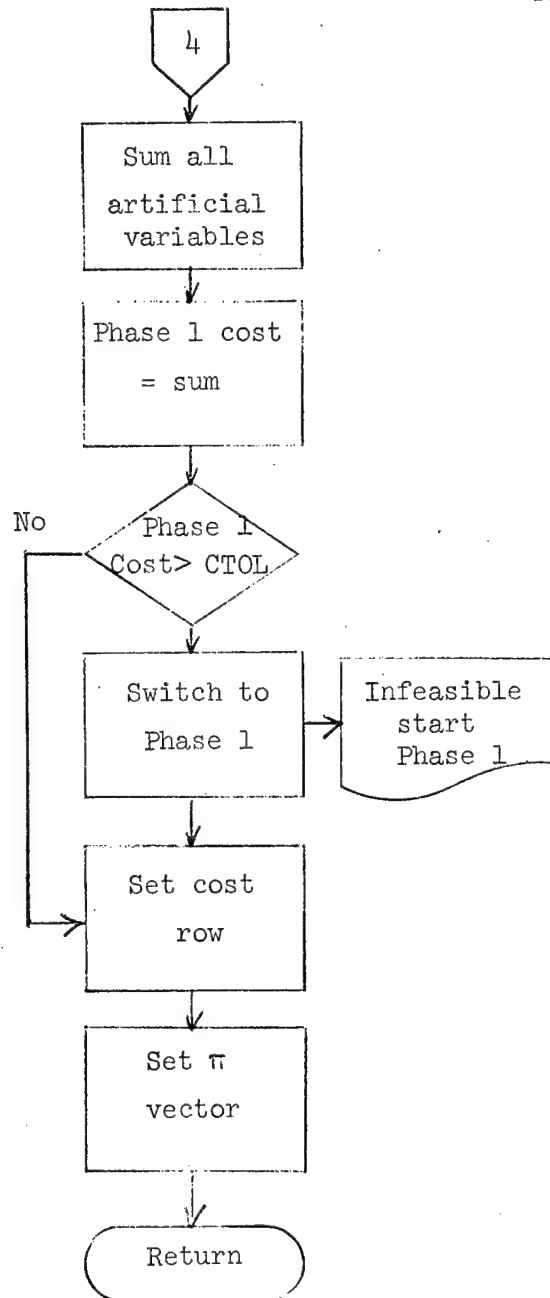 4
Sum all
artificial
variables
Phase 1 cost
= sum
No
Phase 1
Cost> CTOL
Switch to
Phase 1
Infeasible
start
Phase 1
Set cost
row
Set π
vector
Return